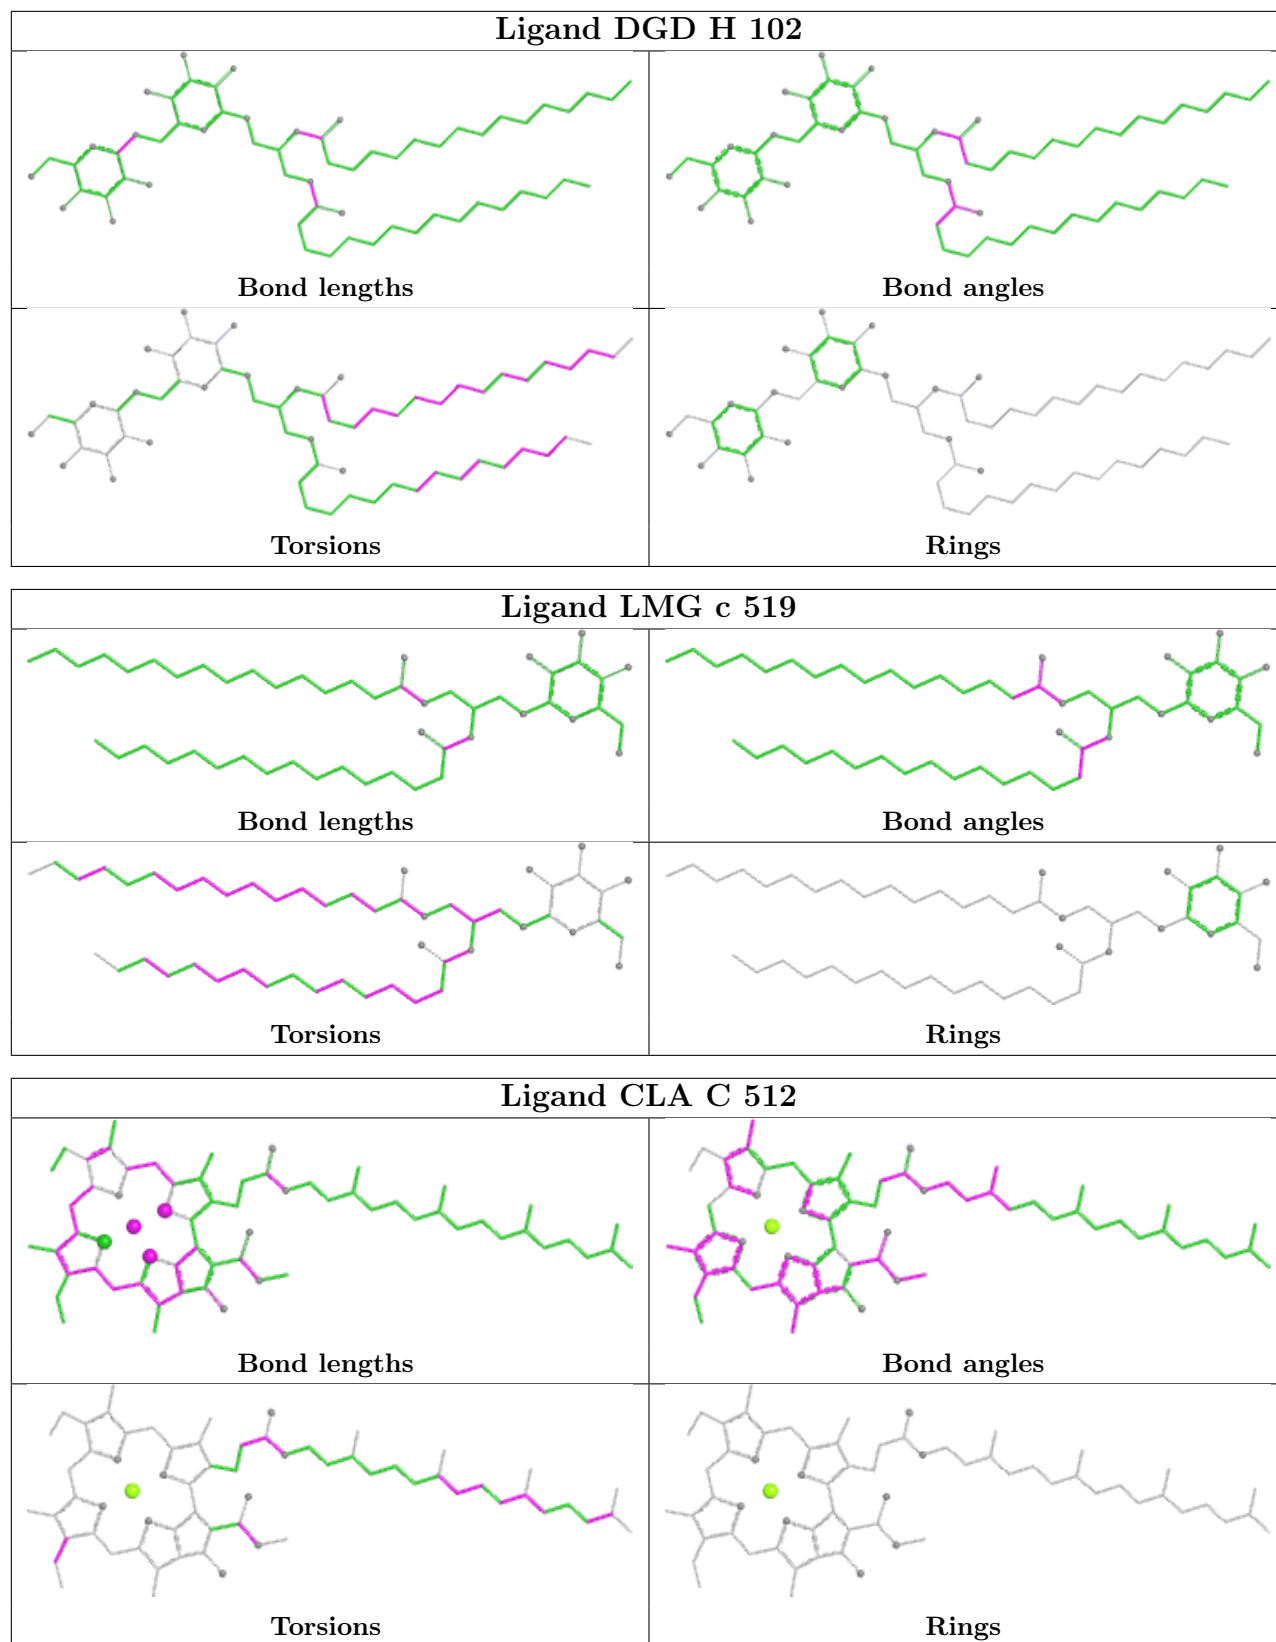 Ligand DGD H 102
Bond lengths
Bond angles
Torsions
Rings
Ligand LMG c 519
Bond lengths
Bond angles
Torsions
Rings
Ligand CLA C 512
Bond lengths
Bond angles
Torsions
Rings